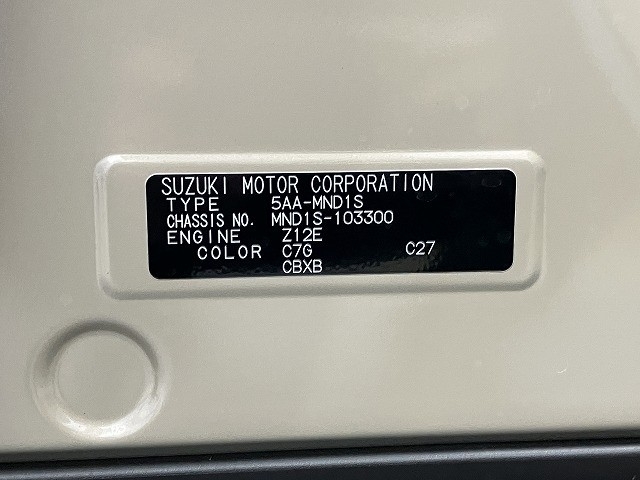 SUZUKI MOTOR CORPORATION
TYPE 5AA-MND1S
CHASSIS NO. MND1S-103300
ENGINE Z12E
COLOR C7G C27
CBXB